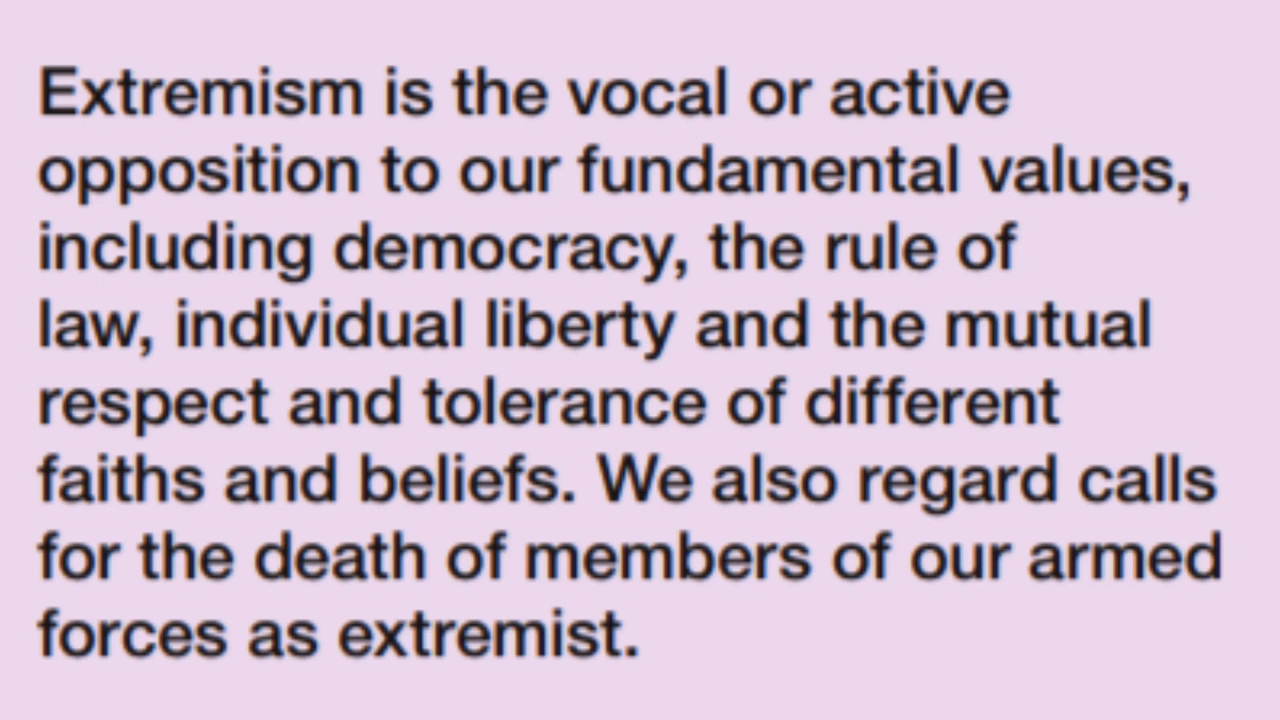 Extremism is the vocal or active
opposition to our fundamental values,
including democracy, the rule of
law, individual liberty and the mutual
respect and tolerance of different
faiths and beliefs. We also regard calls
for the death of members of our armed
forces as extremist.